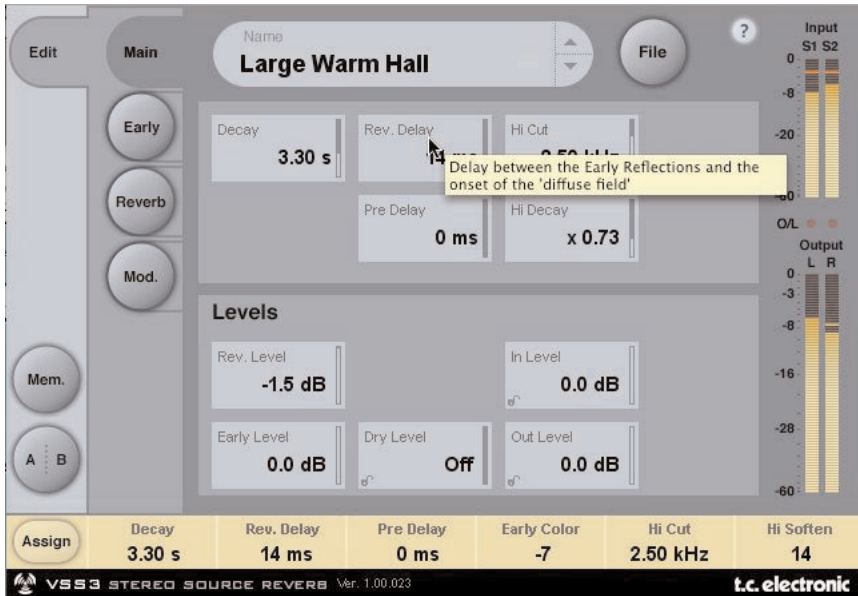 Edit
Main
Name
Large Warm Hall
File
?
Input
S1 S2
0
-8
-20
-60
O/L
Early
Reverb
Mod.
Decay
3.30 s
Rev. Delay
14 ms
Hi Cut
2.50 kHz
Delay between the Early Reflections and the
onset of the 'diffuse field'
Pre Delay
0 ms
Hi Decay
x 0.73
Output
L R
0
-3
-8
-16
-28
-60
Levels
Rev. Level
-1.5 dB
In Level
0.0 dB
Early Level
0.0 dB
Dry Level
Off
Out Level
0.0 dB
Mem.
A B
Assign
Decay
3.30 s
Rev. Delay
14 ms
Pre Delay
0 ms
Early Color
-7
Hi Cut
2.50 kHz
Hi Soften
14
VSS3 STEREO SOURCE REVERB Ver. 1.00.023
t.c. electronic